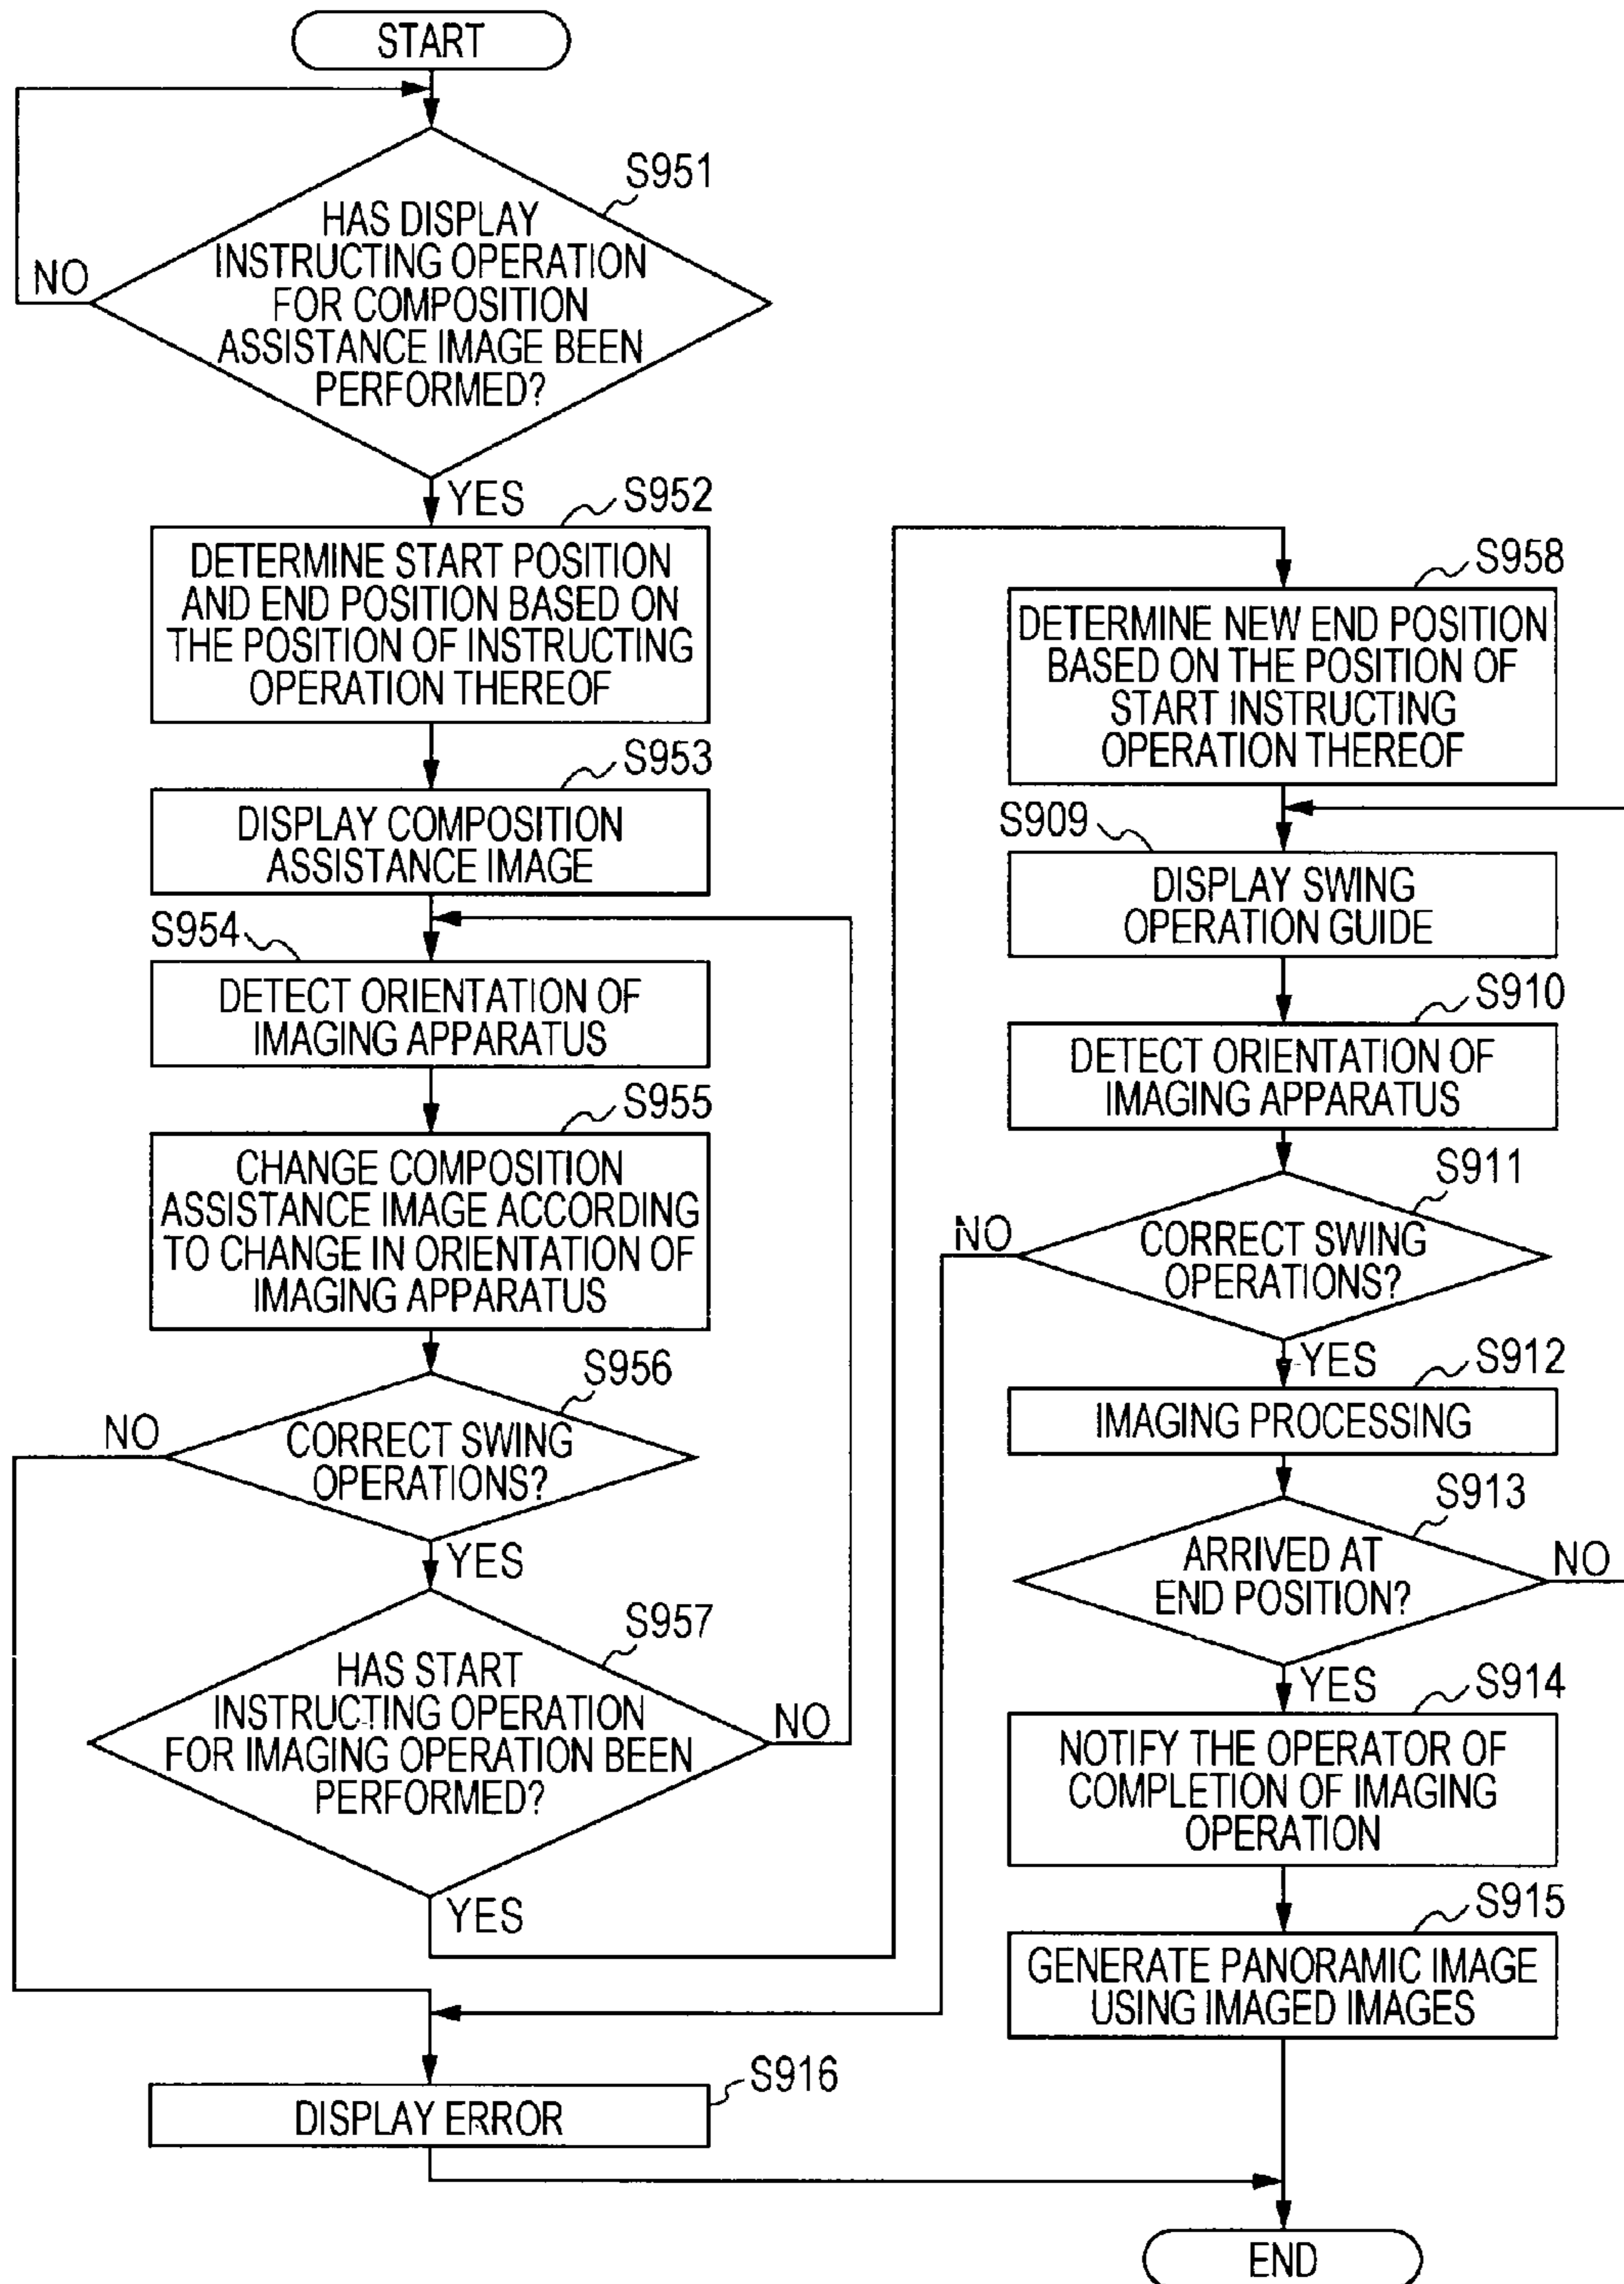 START
S951
HAS DISPLAY
INSTRUCTING OPERATION
FOR COMPOSITION
ASSISTANCE IMAGE BEEN
PERFORMED?
NO
YES
S952
DETERMINE START POSITION
AND END POSITION BASED ON
THE POSITION OF INSTRUCTING
OPERATION THEREOF
S953
DISPLAY COMPOSITION
ASSISTANCE IMAGE
S954
DETECT ORIENTATION OF
IMAGING APPARATUS
S955
CHANGE COMPOSITION
ASSISTANCE IMAGE ACCORDING
TO CHANGE IN ORIENTATION OF
IMAGING APPARATUS
S956
NO
CORRECT SWING
OPERATIONS?
YES
S957
HAS START
INSTRUCTING OPERATION
FOR IMAGING OPERATION BEEN
PERFORMED?
NO
YES
S958
DETERMINE NEW END POSITION
BASED ON THE POSITION OF
START INSTRUCTING
OPERATION THEREOF
S909
DISPLAY SWING
OPERATION GUIDE
S910
DETECT ORIENTATION OF
IMAGING APPARATUS
S911
NO
CORRECT SWING
OPERATIONS?
YES
S912
IMAGING PROCESSING
S913
ARRIVED AT
END POSITION?
NO
YES
S914
NOTIFY THE OPERATOR OF
COMPLETION OF IMAGING
OPERATION
S915
GENERATE PANORAMIC IMAGE
USING IMAGED IMAGES
S916
DISPLAY ERROR
END